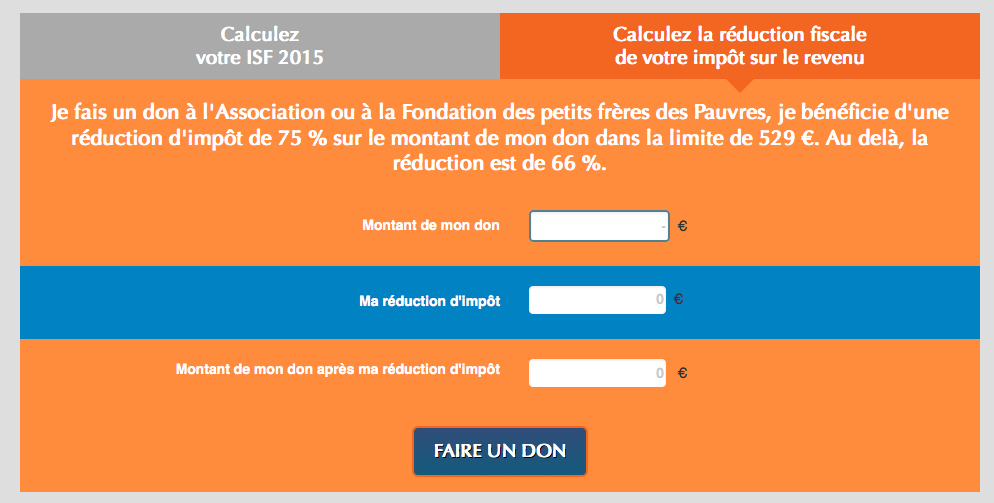 Calculez
votre ISF 2015
Calculez la réduction fiscale
de votre impôt sur le revenu
Je fais un don à l'Association ou à la Fondation des petits frères des Pauvres, je bénéficie d'une
réduction d'impôt de 75 % sur le montant de mon don dans la limite de 529 €. Au delà, la
réduction est de 66 %.
Montant de mon don - €
Ma réduction d'impôt 0 €
Montant de mon don après ma réduction d'impôt 0 €
FAIRE UN DON